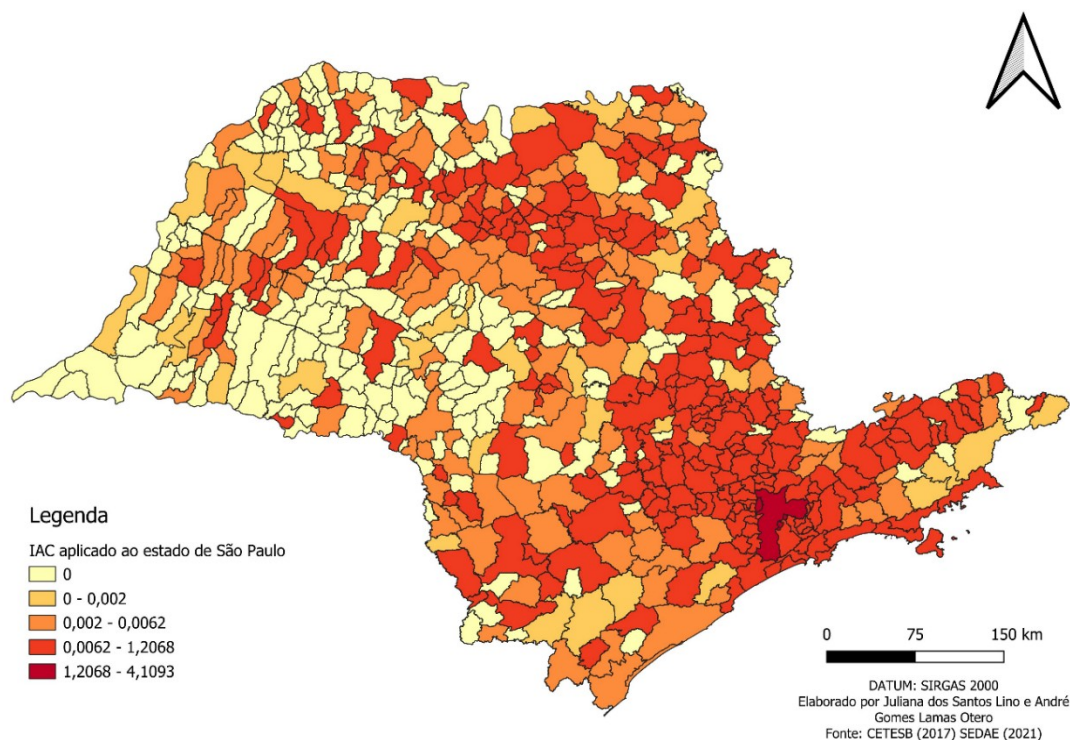 Legenda
IAC aplicado ao estado de São Paulo
0
0 - 0,002
0,002 - 0,0062
0,0062 - 1,2068
1,2068 - 4,1093
0 75 150 km
DATUM: SIRGAS 2000
Elaborado por Juliana dos Santos Lino e André
Gomes Lamas Otero
Fonte: CETESB (2017) SEDAE (2021)